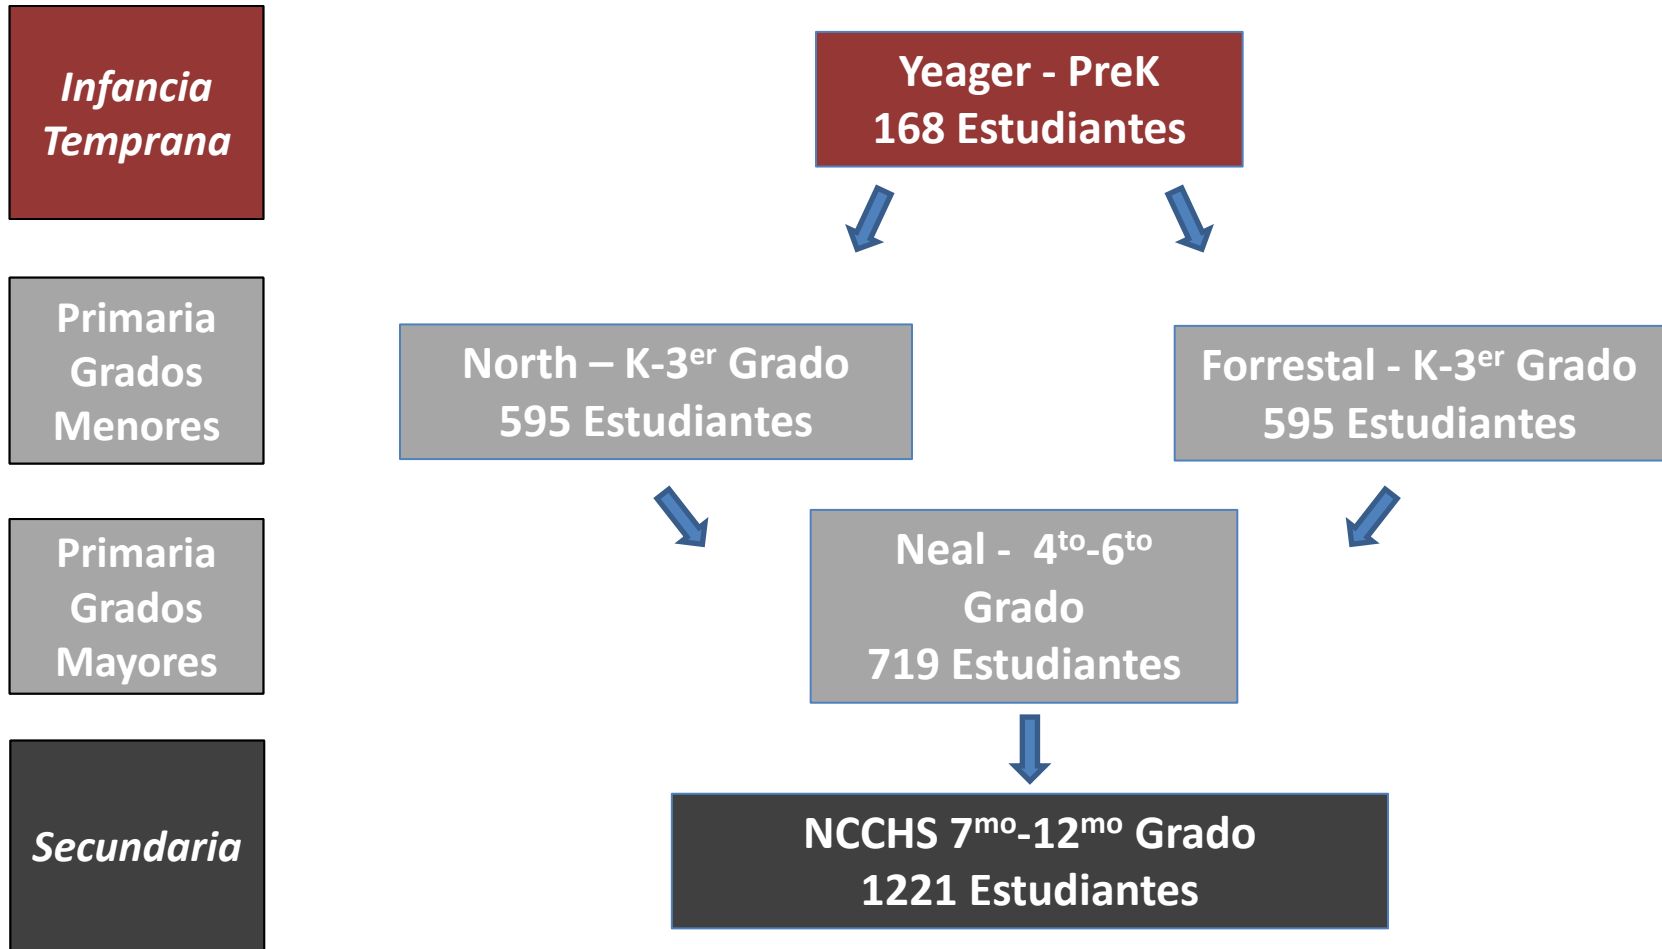 Infancia
Temprana
Yeager - PreK
168 Estudiantes
Primaria
Grados
Menores
North – K-3er Grado
595 Estudiantes
Forrestal - K-3er Grado
595 Estudiantes
Primaria
Grados
Mayores
Neal - 4to-6to
Grado
719 Estudiantes
Secundaria
NCCHS 7mo-12mo Grado
1221 Estudiantes